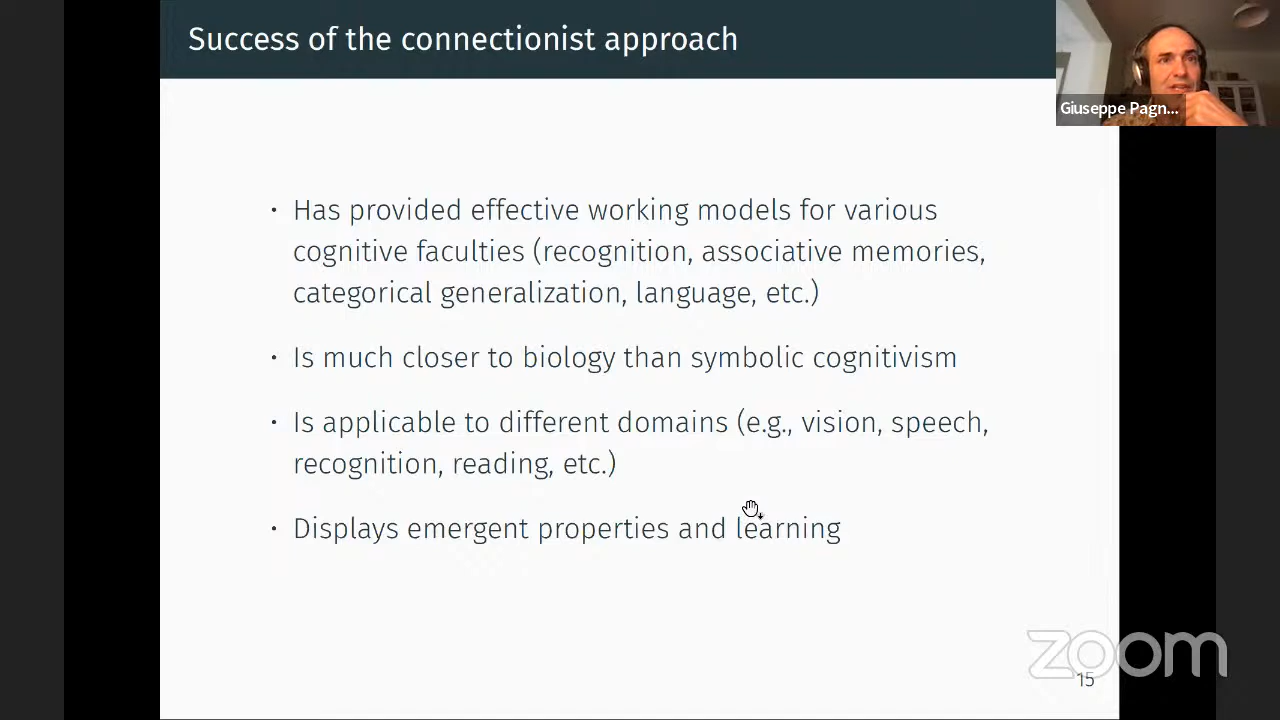 Success of the connectionist approach
Giuseppe Pagn...
• Has provided effective working models for various
cognitive faculties (recognition, associative memories,
categorical generalization, language, etc.)
• Is much closer to biology than symbolic cognitivism
• Is applicable to different domains (e.g., vision, speech,
recognition, reading, etc.)
• Displays emergent properties and learning
zoom
15